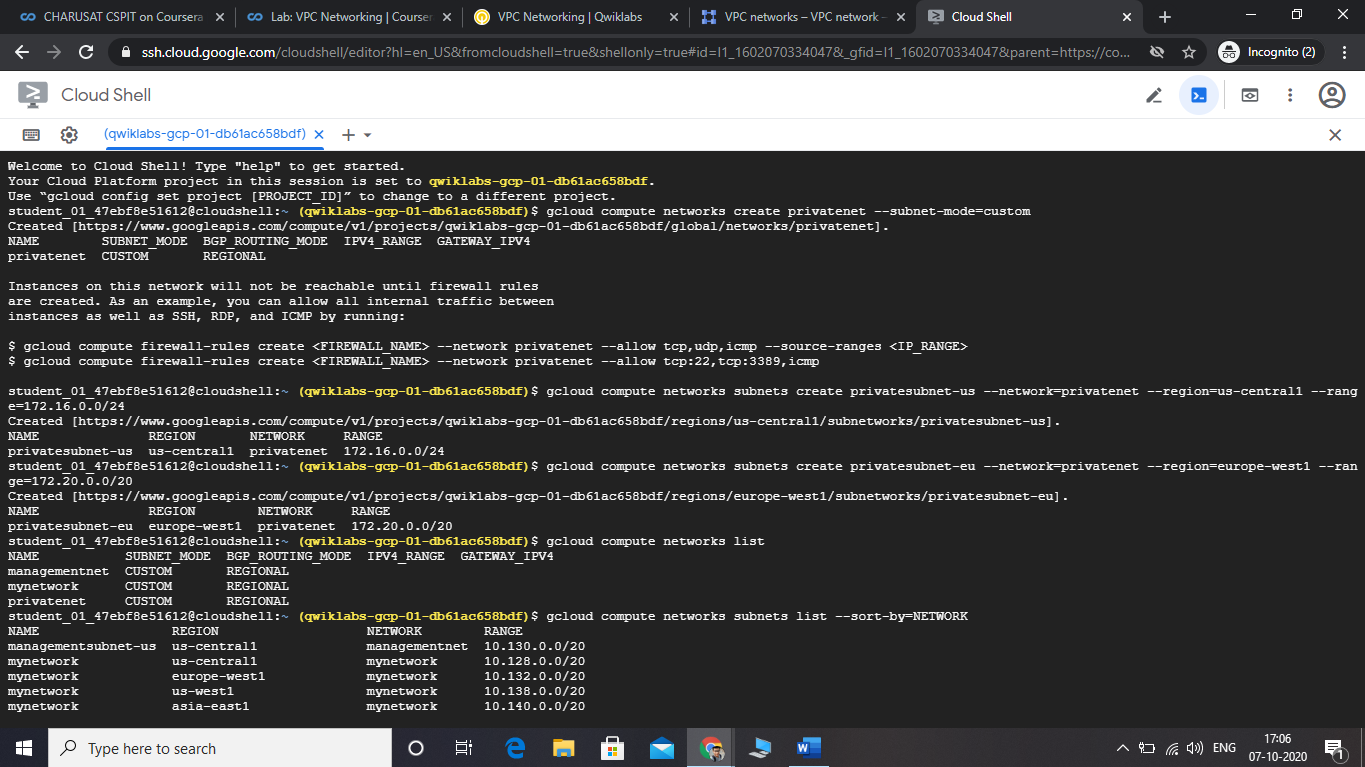 CHARUSAT CSPIT on Coursera
Lab: VPC Networking | Courser
VPC Networking | Qwiklabs
VPC networks – VPC network -
Cloud Shell
ssh.cloud.google.com/cloudshell/editor?hl=en_US&fromcloudshell=true&shellonly=true#id=I1_1602070334047&_gfid=I1_1602070334047&parent=https://co...
Incognito (2)
Cloud Shell
(qwiklabs-gcp-01-db61ac658bdf)
Welcome to Cloud Shell! Type "help" to get started.
Your Cloud Platform project in this session is set to qwiklabs-gcp-01-db61ac658bdf.
Use “gcloud config set project [PROJECT_ID]” to change to a different project.
student_01_47ebf8e51612@cloudshell:~ (qwiklabs-gcp-01-db61ac658bdf)$ gcloud compute networks create privatenet --subnet-mode=custom
Created [https://www.googleapis.com/compute/v1/projects/qwiklabs-gcp-01-db61ac658bdf/global/networks/privatenet].
NAME SUBNET_MODE BGP_ROUTING_MODE IPV4_RANGE GATEWAY_IPV4
privatenet CUSTOM REGIONAL
Instances on this network will not be reachable until firewall rules
are created. As an example, you can allow all internal traffic between
instances as well as SSH, RDP, and ICMP by running:
$ gcloud compute firewall-rules create <FIREWALL_NAME> --network privatenet --allow tcp,udp,icmp --source-ranges <IP_RANGE>
$ gcloud compute firewall-rules create <FIREWALL_NAME> --network privatenet --allow tcp:22,tcp:3389,icmp
student_01_47ebf8e51612@cloudshell:~ (qwiklabs-gcp-01-db61ac658bdf)$ gcloud compute networks subnets create privatesubnet-us --network=privatenet --region=us-central1 --rang
e=172.16.0.0/24
Created [https://www.googleapis.com/compute/v1/projects/qwiklabs-gcp-01-db61ac658bdf/regions/us-central1/subnetworks/privatesubnet-us].
NAME REGION NETWORK RANGE
privatesubnet-us us-central1 privatenet 172.16.0.0/24
student_01_47ebf8e51612@cloudshell:~ (qwiklabs-gcp-01-db61ac658bdf)$ gcloud compute networks subnets create privatesubnet-eu --network=privatenet --region=europe-west1 --ran
ge=172.20.0.0/20
Created [https://www.googleapis.com/compute/v1/projects/qwiklabs-gcp-01-db61ac658bdf/regions/europe-west1/subnetworks/privatesubnet-eu].
NAME REGION NETWORK RANGE
privatesubnet-eu europe-west1 privatenet 172.20.0.0/20
student_01_47ebf8e51612@cloudshell:~ (qwiklabs-gcp-01-db61ac658bdf)$ gcloud compute networks list
NAME SUBNET_MODE BGP_ROUTING_MODE IPV4_RANGE GATEWAY_IPV4
managementnet CUSTOM REGIONAL
mynetwork CUSTOM REGIONAL
privatenet CUSTOM REGIONAL
student_01_47ebf8e51612@cloudshell:~ (qwiklabs-gcp-01-db61ac658bdf)$ gcloud compute networks subnets list --sort-by=NETWORK
NAME REGION NETWORK RANGE
managementsubnet-us us-central1 managementnet 10.130.0.0/20
mynetwork us-central1 mynetwork 10.128.0.0/20
mynetwork europe-west1 mynetwork 10.132.0.0/20
mynetwork us-west1 mynetwork 10.138.0.0/20
mynetwork asia-east1 mynetwork 10.140.0.0/20
Type here to search
ENG
17:06
07-10-2020
1